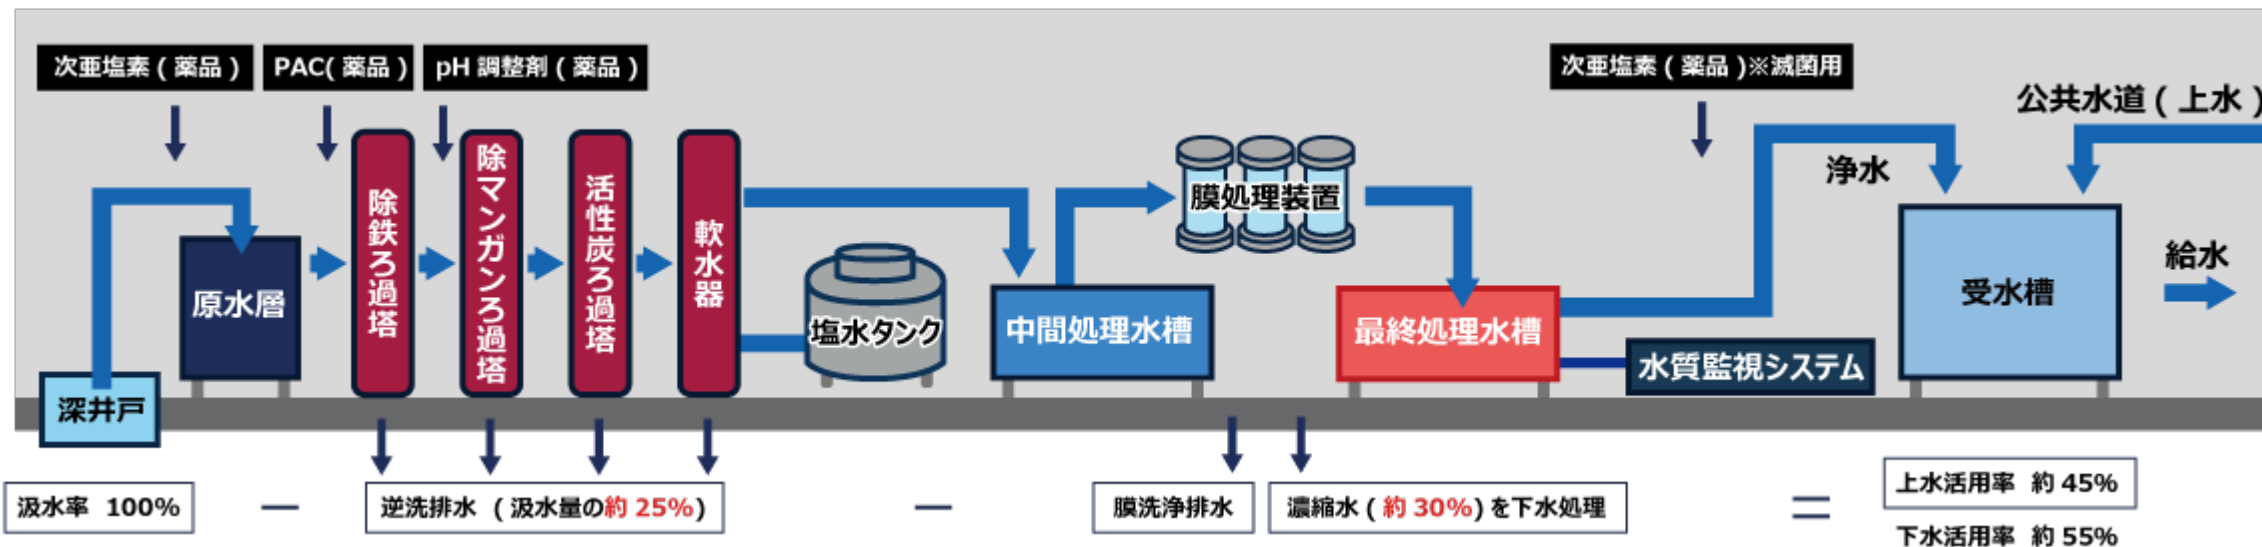 次亜塩素 ( 薬品 )
PAC( 薬品 )
pH 調整剤 ( 薬品 )
次亜塩素 ( 薬品 )※滅菌用
公共水道 ( 上水 )
浄水
除鉄ろ過塔
除マンガンろ過塔
活性炭ろ過塔
軟水器
膜処理装置
原水層
塩水タンク
中間処理水槽
最終処理水槽
水質監視システム
受水槽
給水
深井戸
汲水率 100%
—
逆洗排水 ( 汲水量の約 25%)
—
膜洗浄排水
濃縮水 ( 約 30%) を下水処理
=
上水活用率 約 45%
下水活用率 約 55%